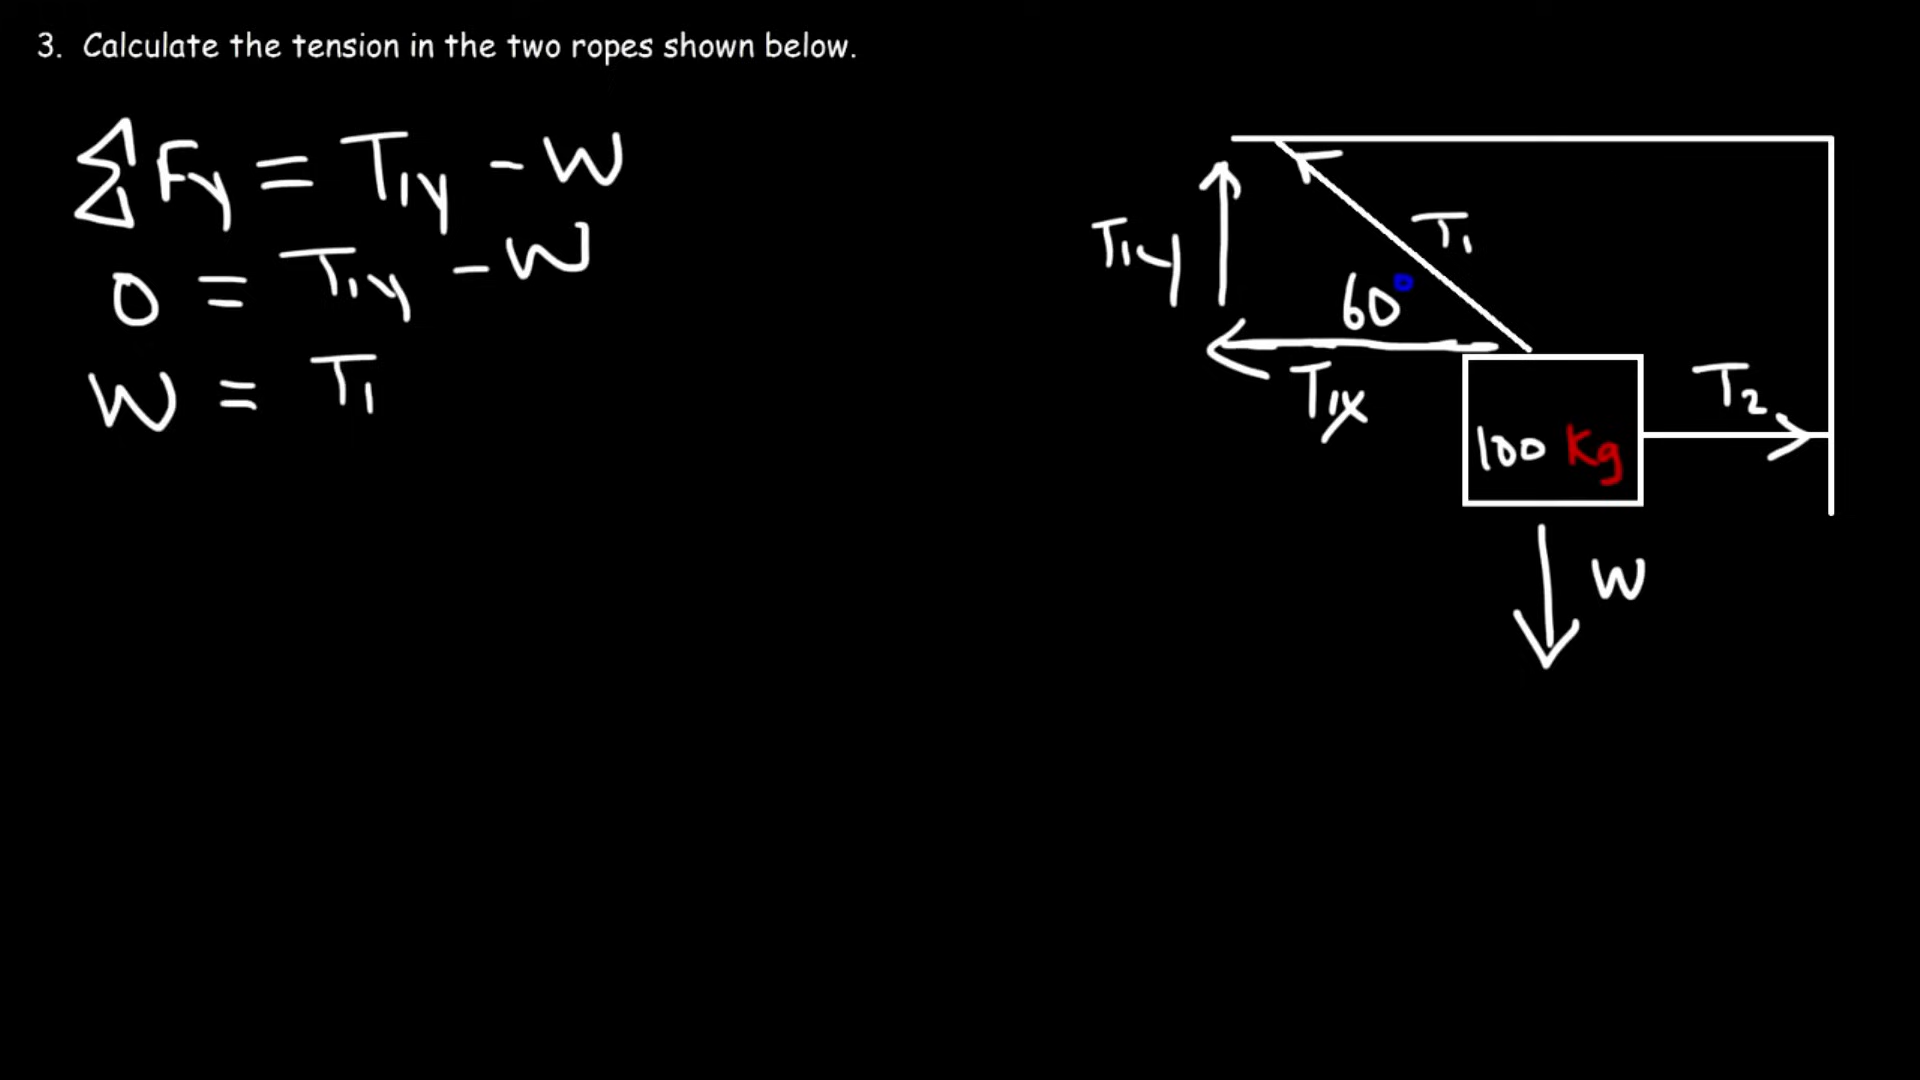 3. Calculate the tension in the two ropes shown below.
∑Fy = T1y - W
0 = T1y - W
W = T1
T1y
T1
60°
T1x
T2
100 Kg
W